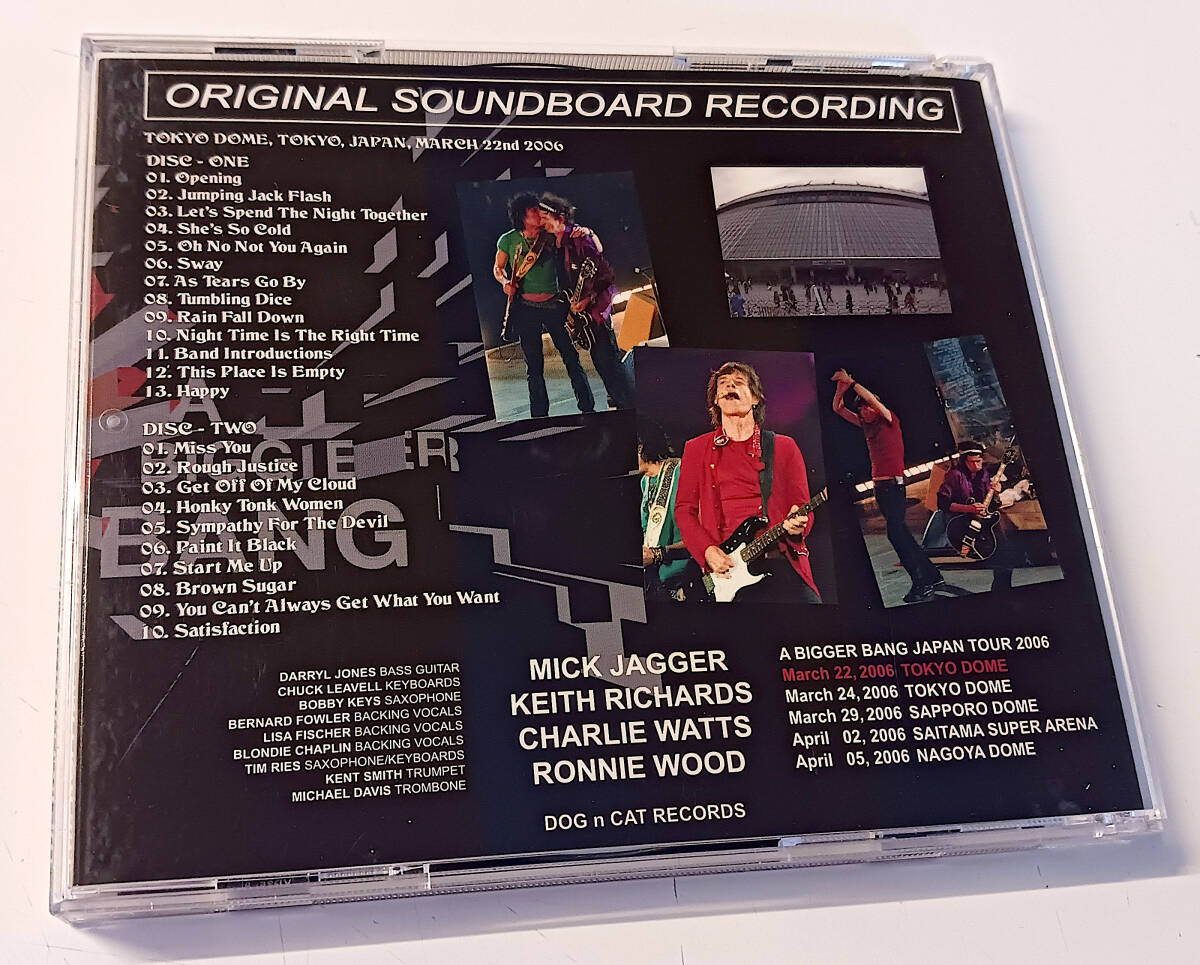 ORIGINAL SOUNDBOARD RECORDING
TOKYO DOME, TOKYO, JAPAN, MARCH 22nd 2006
DISC - ONE
01. Opening
02. Jumping Jack Flash
03. Let's Spend The Night Together
04. She's So Cold
05. Oh No Not You Again
06. Sway
07. As Tears Go By
08. Tumbling Dice
09. Rain Fall Down
10. Night Time Is The Right Time
11. Band Introductions
12. This Place Is Empty
13. Happy
DISC - TWO
01. Miss You
02. Rough Justice
03. Get Off Of My Cloud
04. Honky Tonk Women
05. Sympathy For The Devil
06. Paint It Black
07. Start Me Up
08. Brown Sugar
09. You Can't Always Get What You Want
10. Satisfaction
A
BIGGER
BANG
DARRYL JONES BASS GUITAR
CHUCK LEAVELL KEYBOARDS
BOBBY KEYS SAXOPHONE
BERNARD FOWLER BACKING VOCALS
LISA FISCHER BACKING VOCALS
BLONDIE CHAPLIN BACKING VOCALS
TIM RIES SAXOPHONE/KEYBOARDS
KENT SMITH TRUMPET
MICHAEL DAVIS TROMBONE
MICK JAGGER
KEITH RICHARDS
CHARLIE WATTS
RONNIE WOOD
DOG n CAT RECORDS
A BIGGER BANG JAPAN TOUR 2006
March 22, 2006 TOKYO DOME
March 24, 2006 TOKYO DOME
March 29, 2006 SAPPORO DOME
April 02, 2006 SAITAMA SUPER ARENA
April 05, 2006 NAGOYA DOME